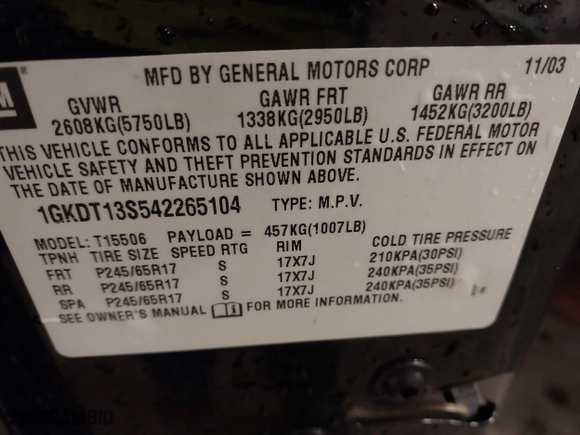 MFD BY GENERAL MOTORS CORP 11/03
GVWR GAWR FRT GAWR RR
2608KG(5750LB) 1338KG(2950LB) 1452KG(3200LB)
THIS VEHICLE CONFORMS TO ALL APPLICABLE U.S. FEDERAL MOTOR
VEHICLE SAFETY AND THEFT PREVENTION STANDARDS IN EFFECT ON
THE DATE OF MANUFACTURE SHOWN ABOVE.
1GKDT13S542265104 TYPE: M.P.V.
MODEL: T15506 PAYLOAD = 457KG(1007LB)
TPNH TIRE SIZE SPEED RTG RIM COLD TIRE PRESSURE
FRT P245/65R17 S 17X7J 210KPA(30PSI)
RR P245/65R17 S 17X7J 240KPA(35PSI)
SPA P245/65R17 S 17X7J 240KPA(35PSI)
SEE OWNER'S MANUAL FOR MORE INFORMATION.